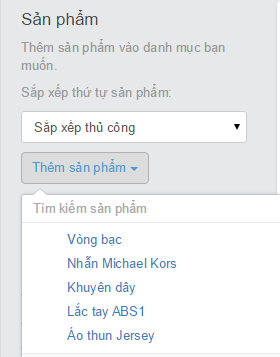 Sản phẩm
Thêm sản phẩm vào danh mục bạn
muốn.
Sắp xếp thứ tự sản phẩm:
Sắp xếp thủ công
Thêm sản phẩm
Tìm kiếm sản phẩm
Vòng bạc
Nhẫn Michael Kors
Khuyên dây
Lắc tay ABS1
Áo thun Jersey